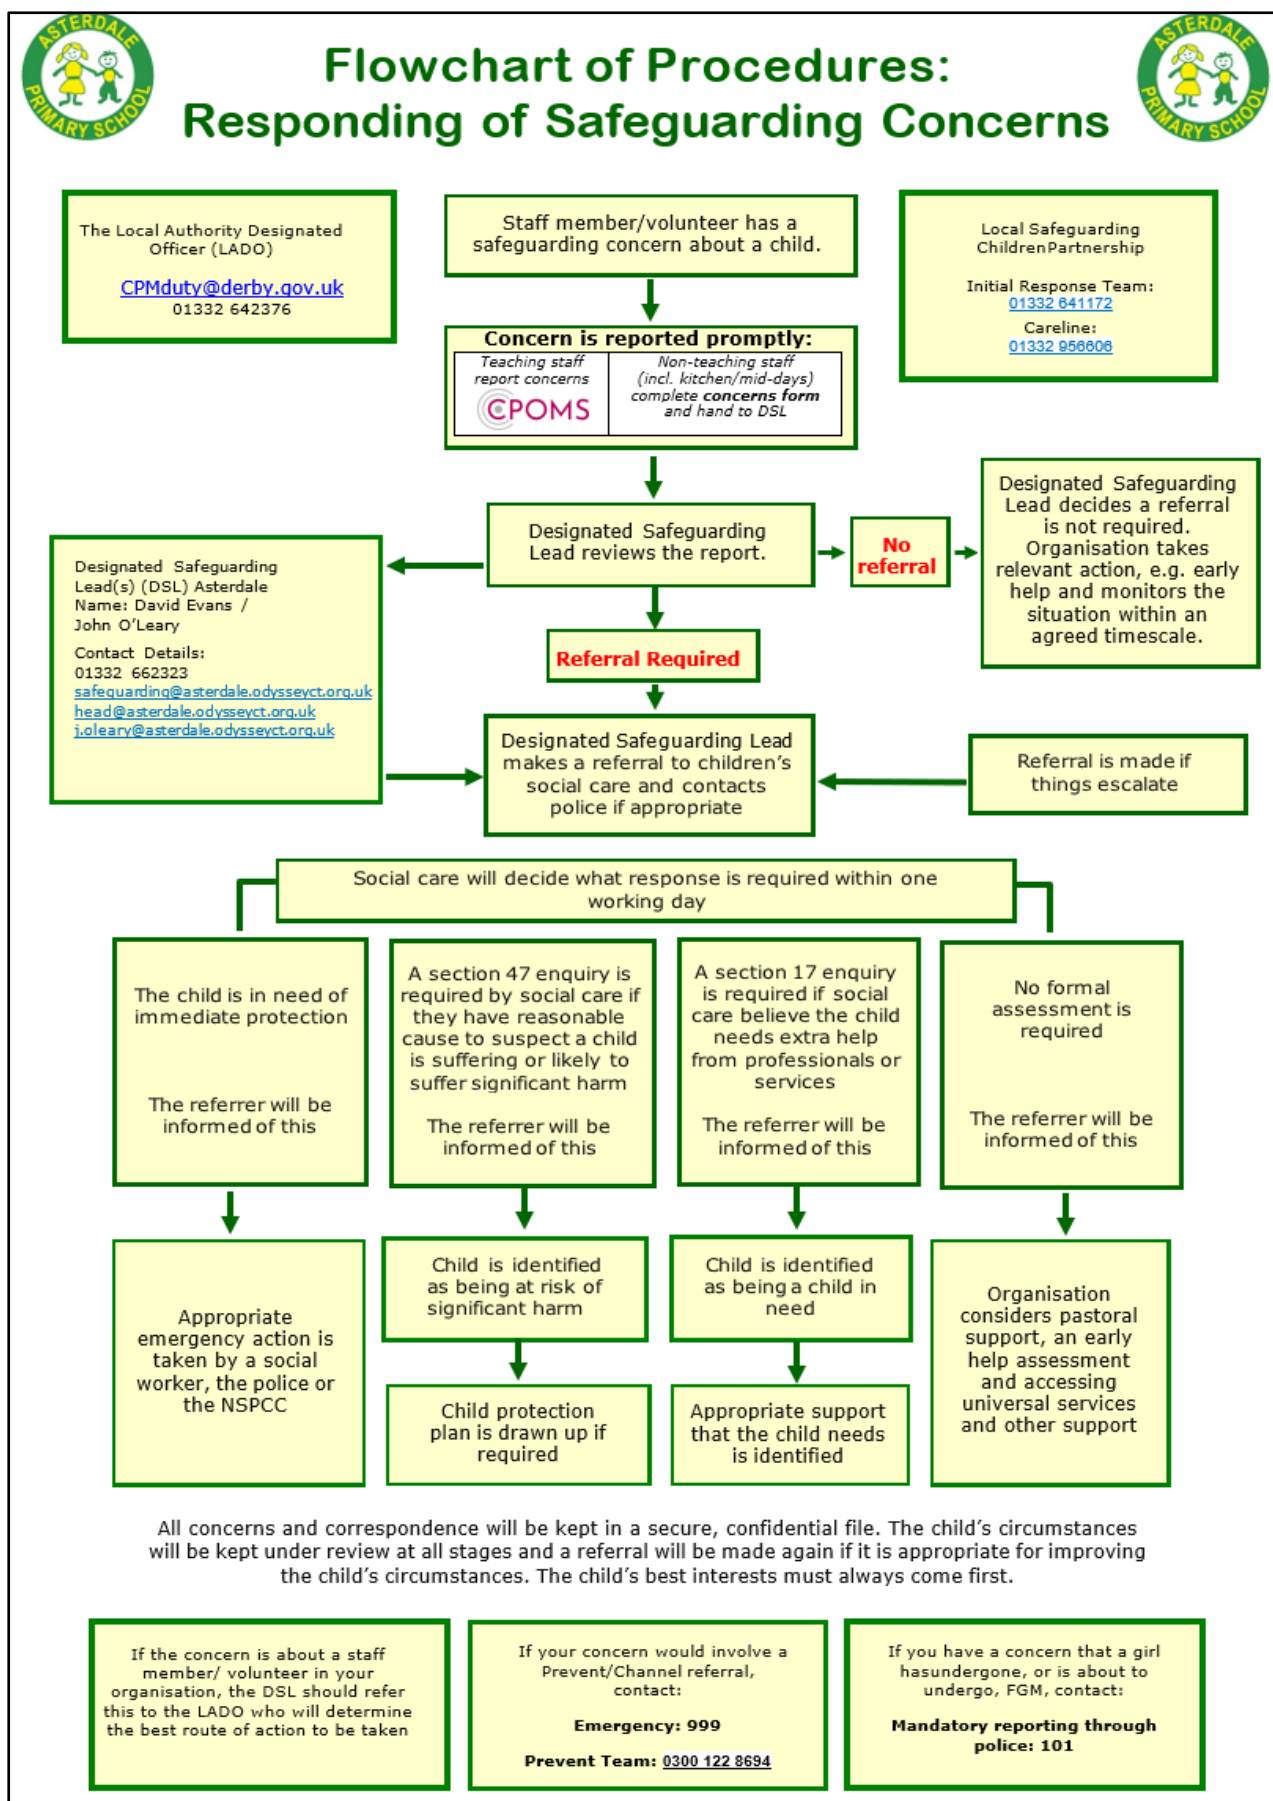 ASTERDALE
PRIMARY SCHOOL
ASTERDALE
PRIMARY SCHOOL
Flowchart of Procedures:
Responding of Safeguarding Concerns
The Local Authority Designated
Officer (LADO)
CPMduty@derby.gov.uk
01332 642376
Staff member/volunteer has a
safeguarding concern about a child.
Local Safeguarding
ChildrenPartnership
Initial Response Team:
01332 641172
Careline:
01332 956606
Concern is reported promptly:
Teaching staff
report concerns
CPOMS
Non-teaching staff
(incl. kitchen/mid-days)
complete concerns form
and hand to DSL
Designated Safeguarding
Lead reviews the report.
No
referral
Designated Safeguarding
Lead decides a referral
is not required.
Organisation takes
relevant action, e.g. early
help and monitors the
situation within an
agreed timescale.
Designated Safeguarding
Lead(s) (DSL) Asterdale
Name: David Evans /
John O'Leary
Contact Details:
01332 662323
safeguarding@asterdale.odysseyct.org.uk
head@asterdale.odysseyct.org.uk
j.oleary@asterdale.odysseyct.org.uk
Referral Required
Designated Safeguarding Lead
makes a referral to children's
social care and contacts
police if appropriate
Referral is made if
things escalate
Social care will decide what response is required within one
working day
The child is in need of
immediate protection
The referrer will be
informed of this
A section 47 enquiry is
required by social care if
they have reasonable
cause to suspect a child
is suffering or likely to
suffer significant harm
The referrer will be
informed of this
A section 17 enquiry
is required if social
care believe the child
needs extra help
from professionals or
services
The referrer will be
informed of this
No formal
assessment is
required
The referrer will be
informed of this
Appropriate
emergency action is
taken by a social
worker, the police or
the NSPCC
Child is identified
as being at risk of
significant harm
Child protection
plan is drawn up if
required
Child is identified
as being a child in
need
Appropriate support
that the child needs
is identified
Organisation
considers pastoral
support, an early
help assessment
and accessing
universal services
and other support
All concerns and correspondence will be kept in a secure, confidential file. The child's circumstances
will be kept under review at all stages and a referral will be made again if it is appropriate for improving
the child's circumstances. The child's best interests must always come first.
If the concern is about a staff
member/ volunteer in your
organisation, the DSL should refer
this to the LADO who will determine
the best route of action to be taken
If your concern would involve a
Prevent/Channel referral,
contact:
Emergency: 999
Prevent Team: 0300 122 8694
If you have a concern that a girl
hasundergone, or is about to
undergo, FGM, contact:
Mandatory reporting through
police: 101